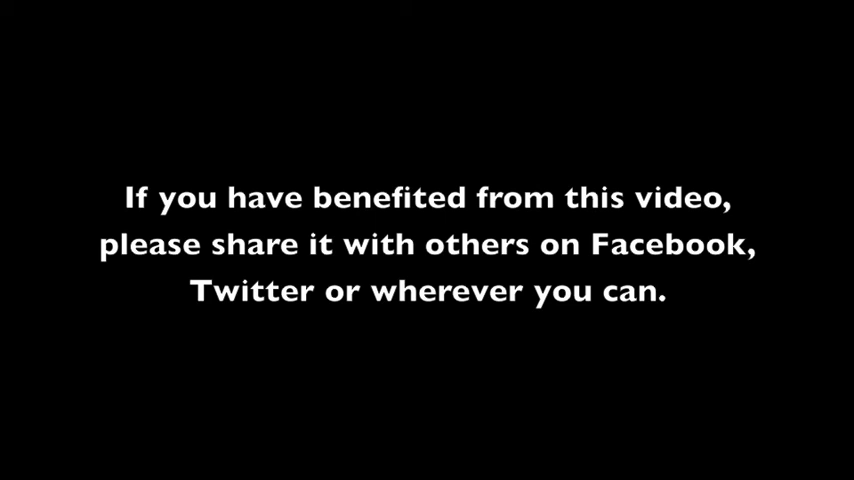 If you have benefited from this video,
please share it with others on Facebook,
Twitter or wherever you can.